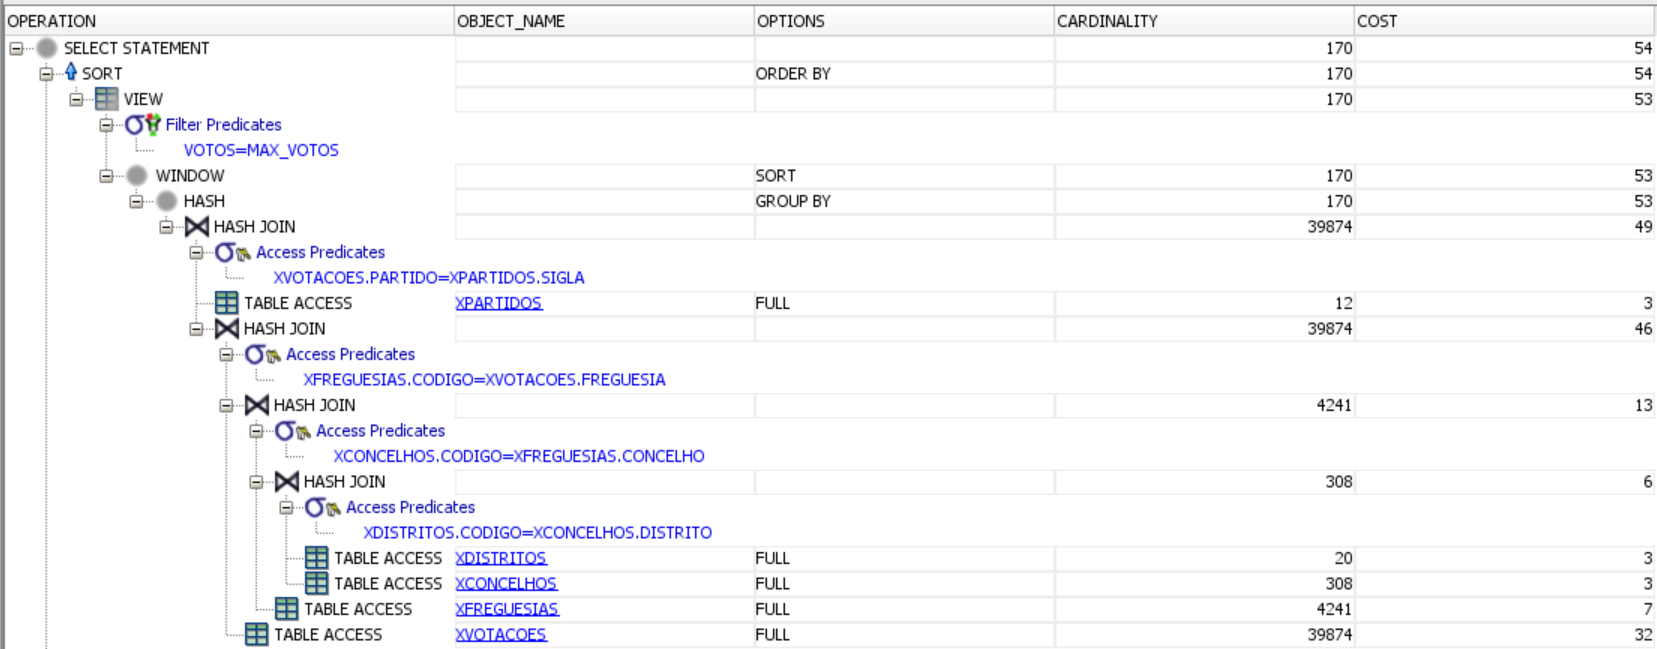 OPERATION OBJECT_NAME OPTIONS CARDINALITY COST
SELECT STATEMENT 170 54
SORT ORDER BY 170 54
VIEW 170 53
Filter Predicates
VOTOS=MAX_VOTOS
WINDOW SORT 170 53
HASH GROUP BY 170 53
HASH JOIN 39874 49
Access Predicates
XVOTACOES.PARTIDO=XPARTIDOS.SIGLA
TABLE ACCESS XPARTIDOS FULL 12 3
HASH JOIN 39874 46
Access Predicates
XFREGUESIAS.CODIGO=XVOTACOES.FREGUESIA
HASH JOIN 4241 13
Access Predicates
XCONCELHOS.CODIGO=XFREGUESIAS.CONCELHO
HASH JOIN 308 6
Access Predicates
XDISTRITOS.CODIGO=XCONCELHOS.DISTRITO
TABLE ACCESS XDISTRITOS FULL 20 3
TABLE ACCESS XCONCELHOS FULL 308 3
TABLE ACCESS XFREGUESIAS FULL 4241 7
TABLE ACCESS XVOTACOES FULL 39874 32